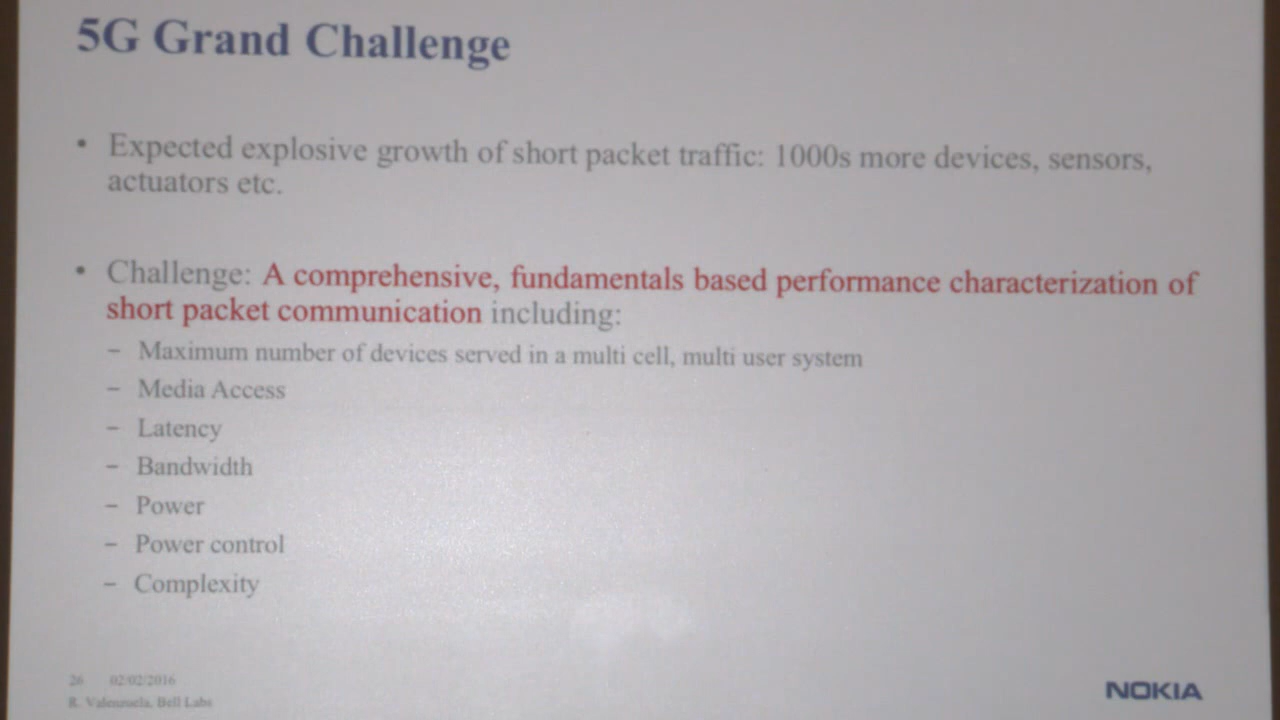 5G Grand Challenge
• Expected explosive growth of short packet traffic: 1000s more devices, sensors,
actuators etc.
• Challenge: A comprehensive, fundamentals based performance characterization of
short packet communication including:
– Maximum number of devices served in a multi cell, multi user system
– Media Access
– Latency
– Bandwidth
– Power
– Power control
– Complexity
26 02/02/2016
R. Valenzuela, Bell Labs
NOKIA